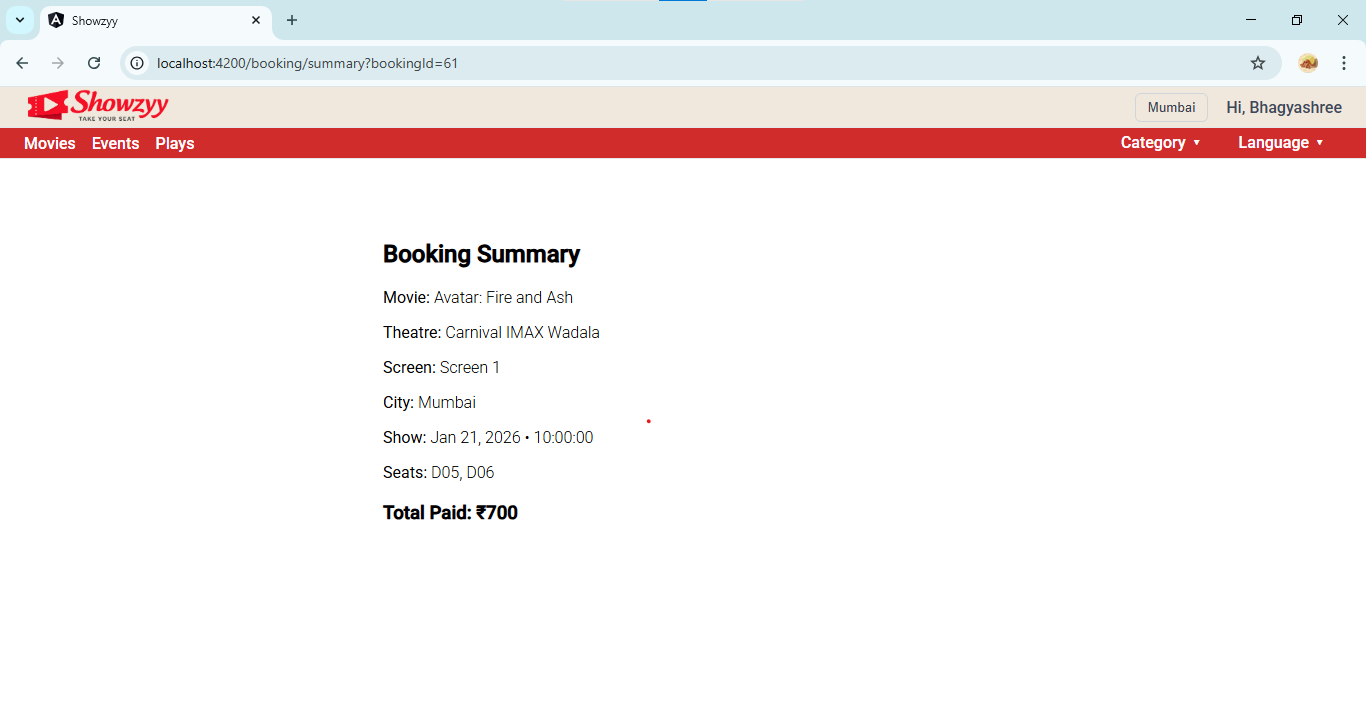 Showzyy
localhost:4200/booking/summary?bookingId=61
Showzyy
TAKE YOUR SEAT
Mumbai
Hi, Bhagyashree
Movies Events Plays
Category ▼ Language ▼
Booking Summary
Movie: Avatar: Fire and Ash
Theatre: Carnival IMAX Wadala
Screen: Screen 1
City: Mumbai
Show: Jan 21, 2026 • 10:00:00
Seats: D05, D06
Total Paid: ₹700